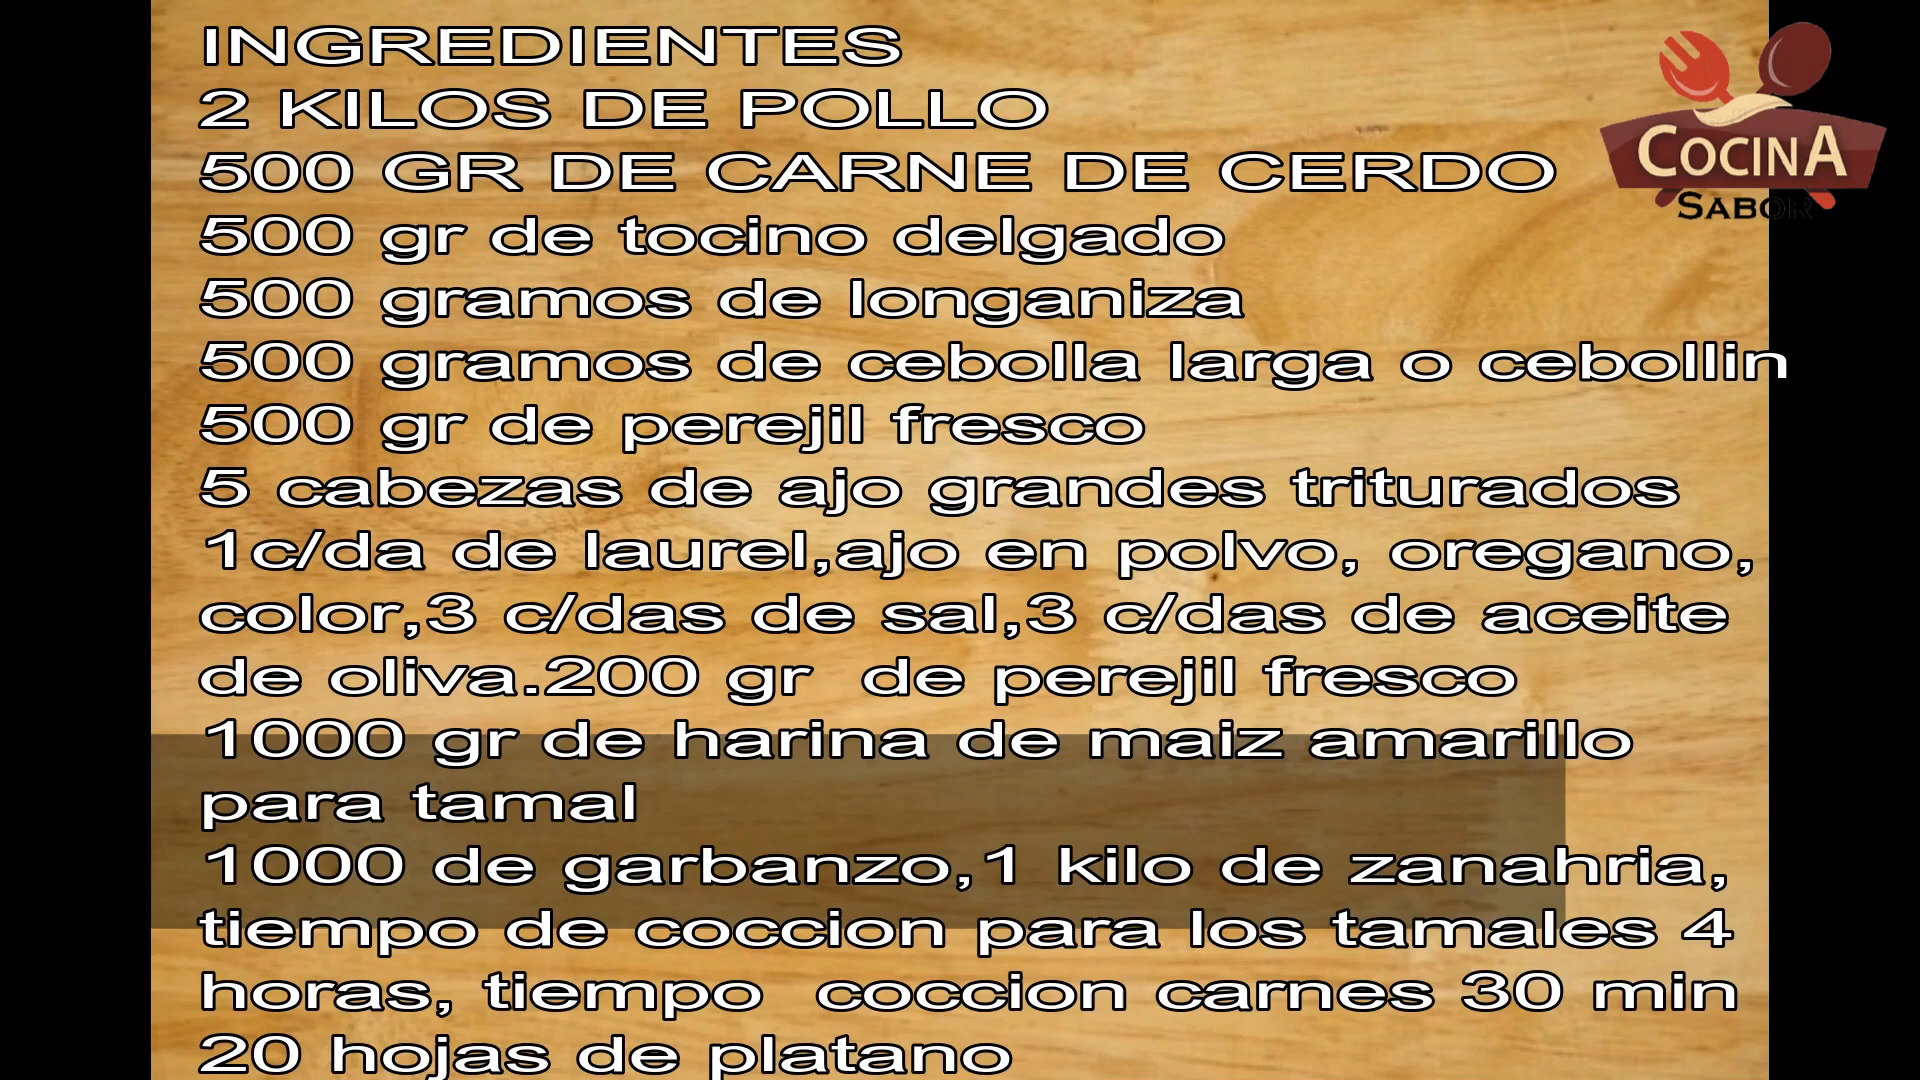 INGREDIENTES
2 KILOS DE POLLO
500 GR DE CARNE DE CERDO
500 gr de tocino delgado
500 gramos de longaniza
500 gramos de cebolla larga o cebollin
500 gr de perejil fresco
5 cabezas de ajo grandes triturados
1c/da de laurel,ajo en polvo, oregano,
color,3 c/das de sal,3 c/das de aceite
de oliva.200 gr  de perejil fresco
1000 gr de harina de maiz amarillo
para tamal
1000 de garbanzo,1 kilo de zanahria,
tiempo de coccion para los tamales 4
horas, tiempo  coccion carnes 30 min
20 hojas de platano
COCINA
SABOR